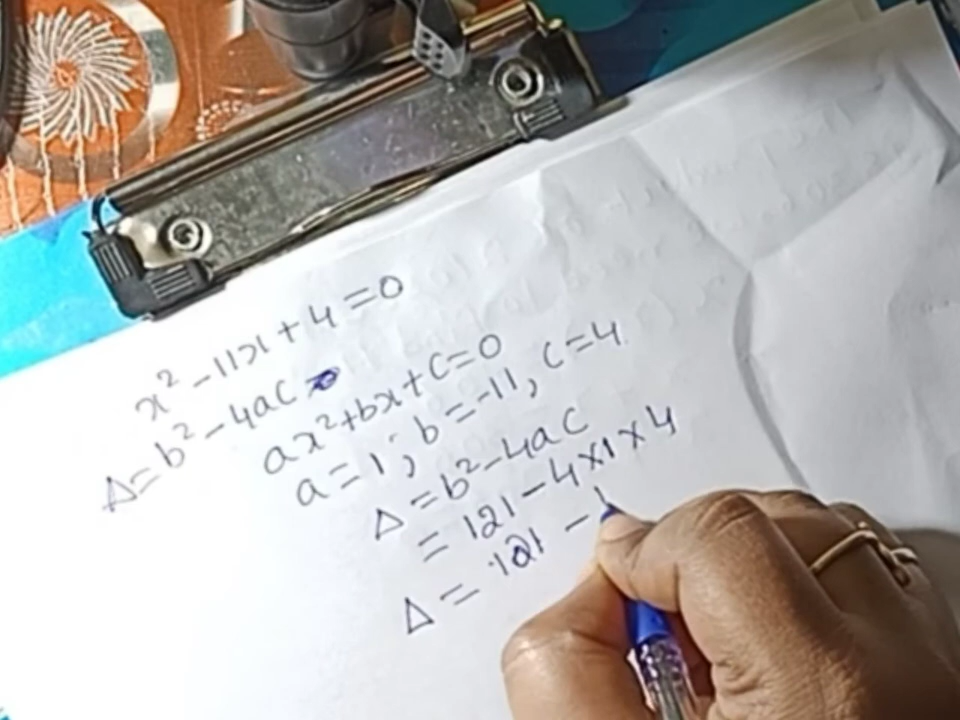 x² - 11x + 4 = 0
Δ = b² - 4ac
ax² + bx + c = 0
a = 1; b = -11, c = 4
Δ = b² - 4ac
= 121 - 4×1×4
Δ = 121 - 1